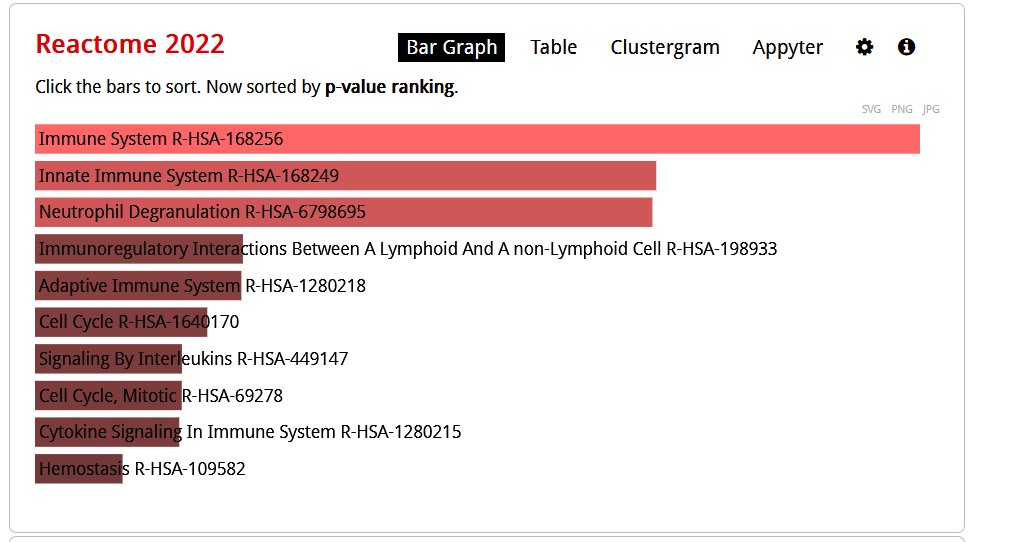 Reactome 2022
Bar Graph Table Clustergram Appyter
Click the bars to sort. Now sorted by p-value ranking.
SVG PNG JPG
Immune System R-HSA-168256
Innate Immune System R-HSA-168249
Neutrophil Degranulation R-HSA-6798695
Immunoregulatory Interactions Between A Lymphoid And A non-Lymphoid Cell R-HSA-198933
Adaptive Immune System R-HSA-1280218
Cell Cycle R-HSA-1640170
Signaling By Interleukins R-HSA-449147
Cell Cycle, Mitotic R-HSA-69278
Cytokine Signaling In Immune System R-HSA-1280215
Hemostasis R-HSA-109582